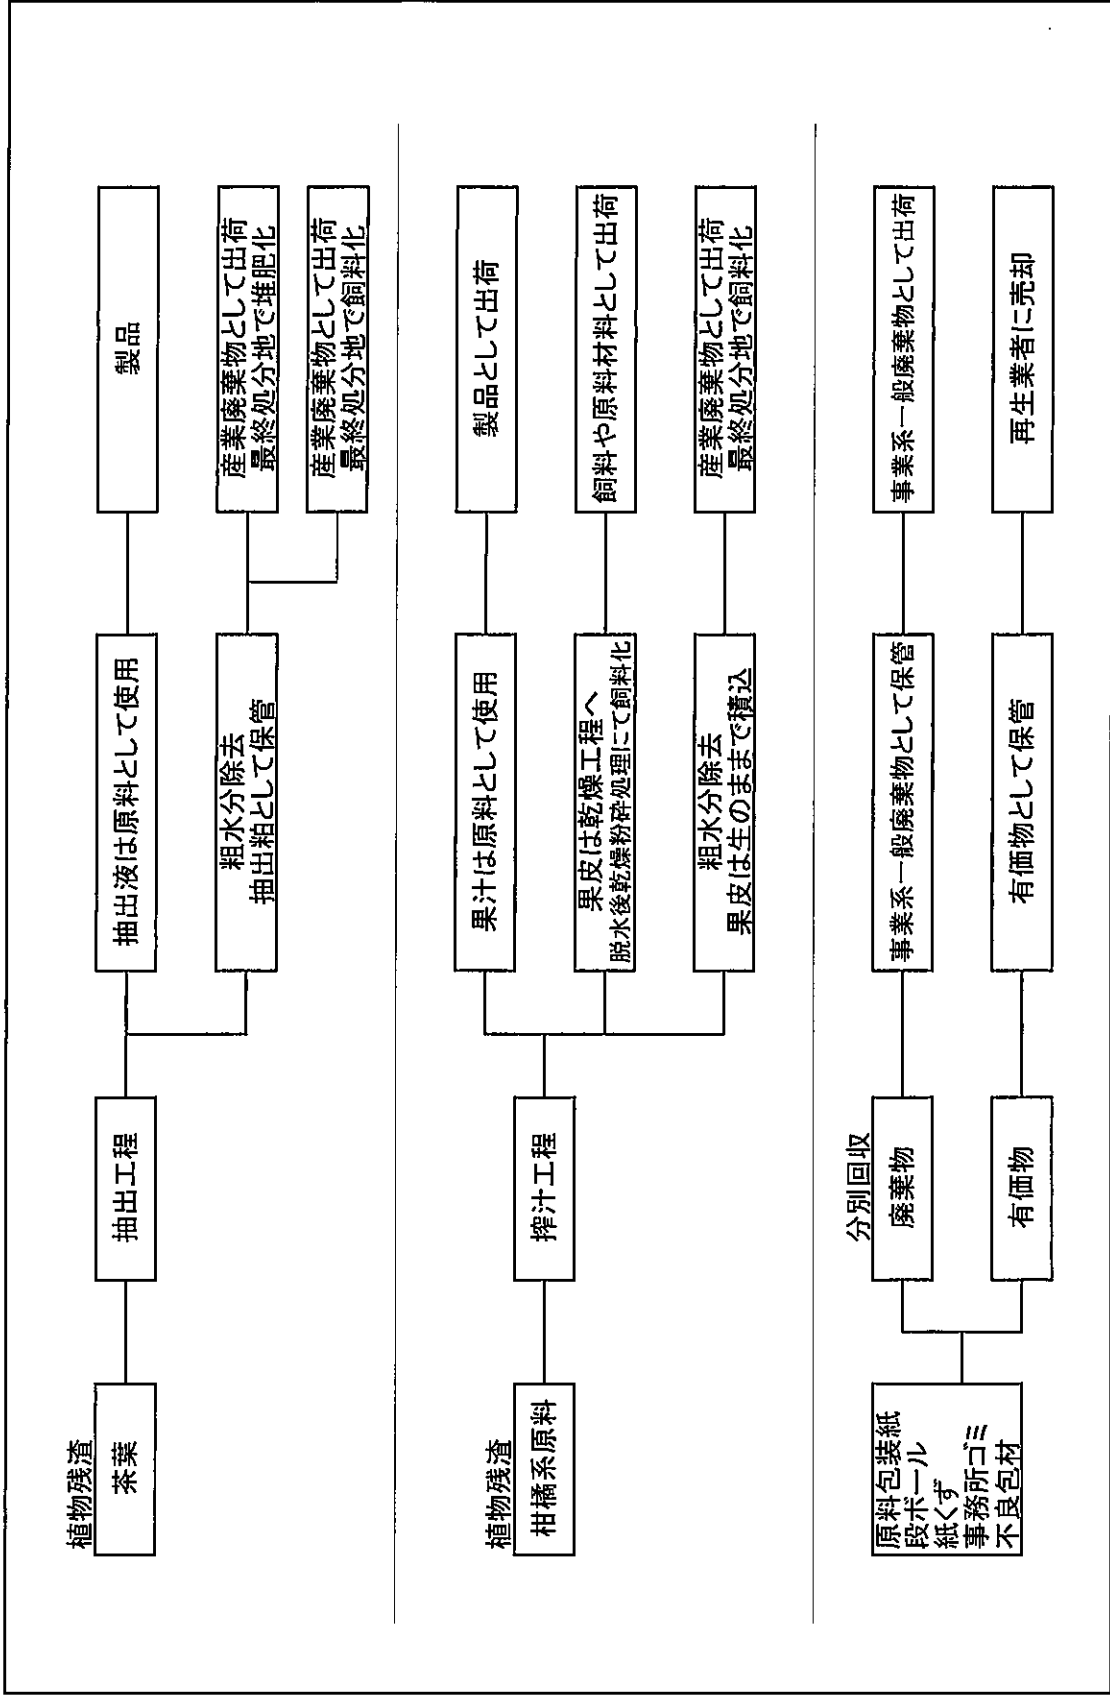 植物残渣
茶葉
抽出工程
抽出液は原料として使用
製品
粗水分除去
抽出粕として保管
産業廃棄物として出荷
最終処分地で堆肥化
産業廃棄物として出荷
最終処分地で飼料化
植物残渣
柑橘系原料
搾汁工程
果汁は原料として使用
製品として出荷
果皮は乾燥工程へ
脱水後乾燥粉砕処理にて飼料化
飼料や原料材料として出荷
粗水分除去
果皮は生のままで積込
産業廃棄物として出荷
最終処分地で飼料化
原料包装紙
段ボール
紙くず
事務所ゴミ
不良包材
分別回収
廃棄物
事業系一般廃棄物として保管
事業系一般廃棄物として出荷
有価物
有価物として保管
再生業者に売却